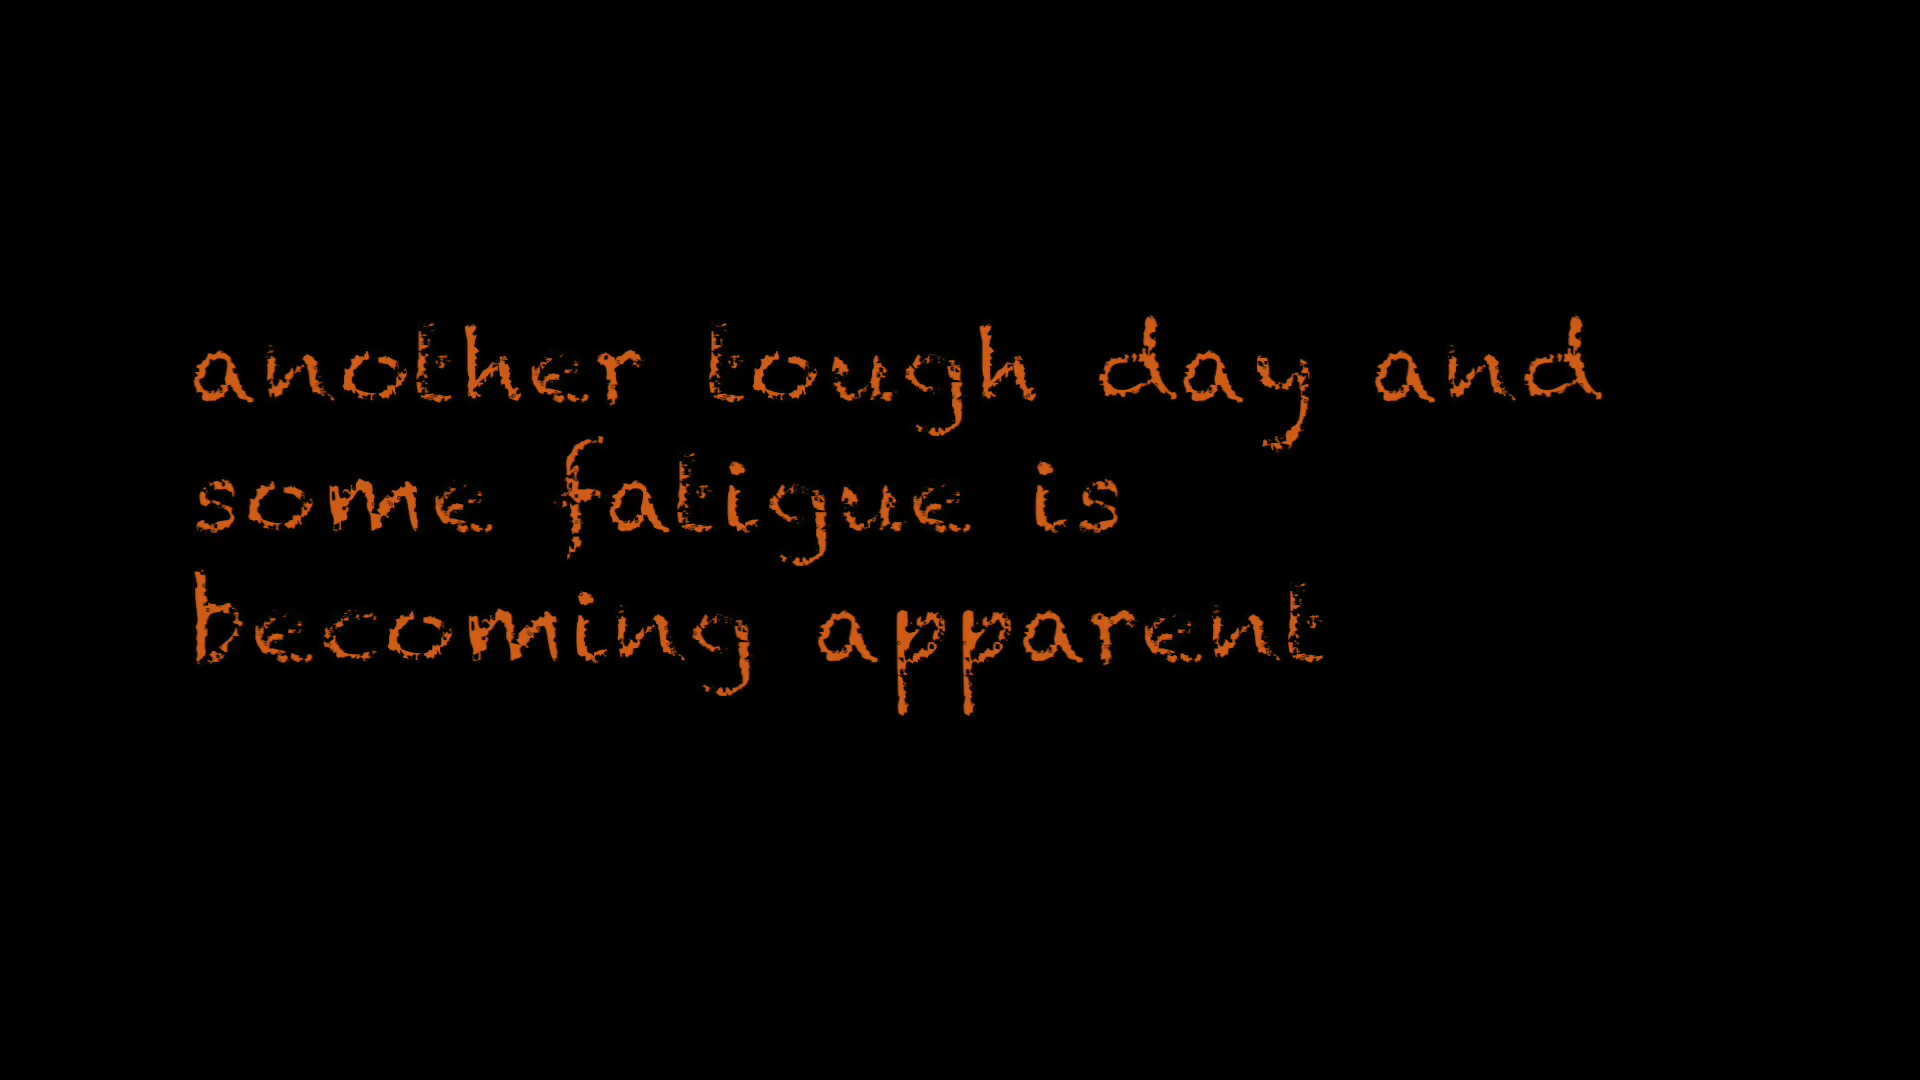 another tough day and
some fatigue is
becoming apparent